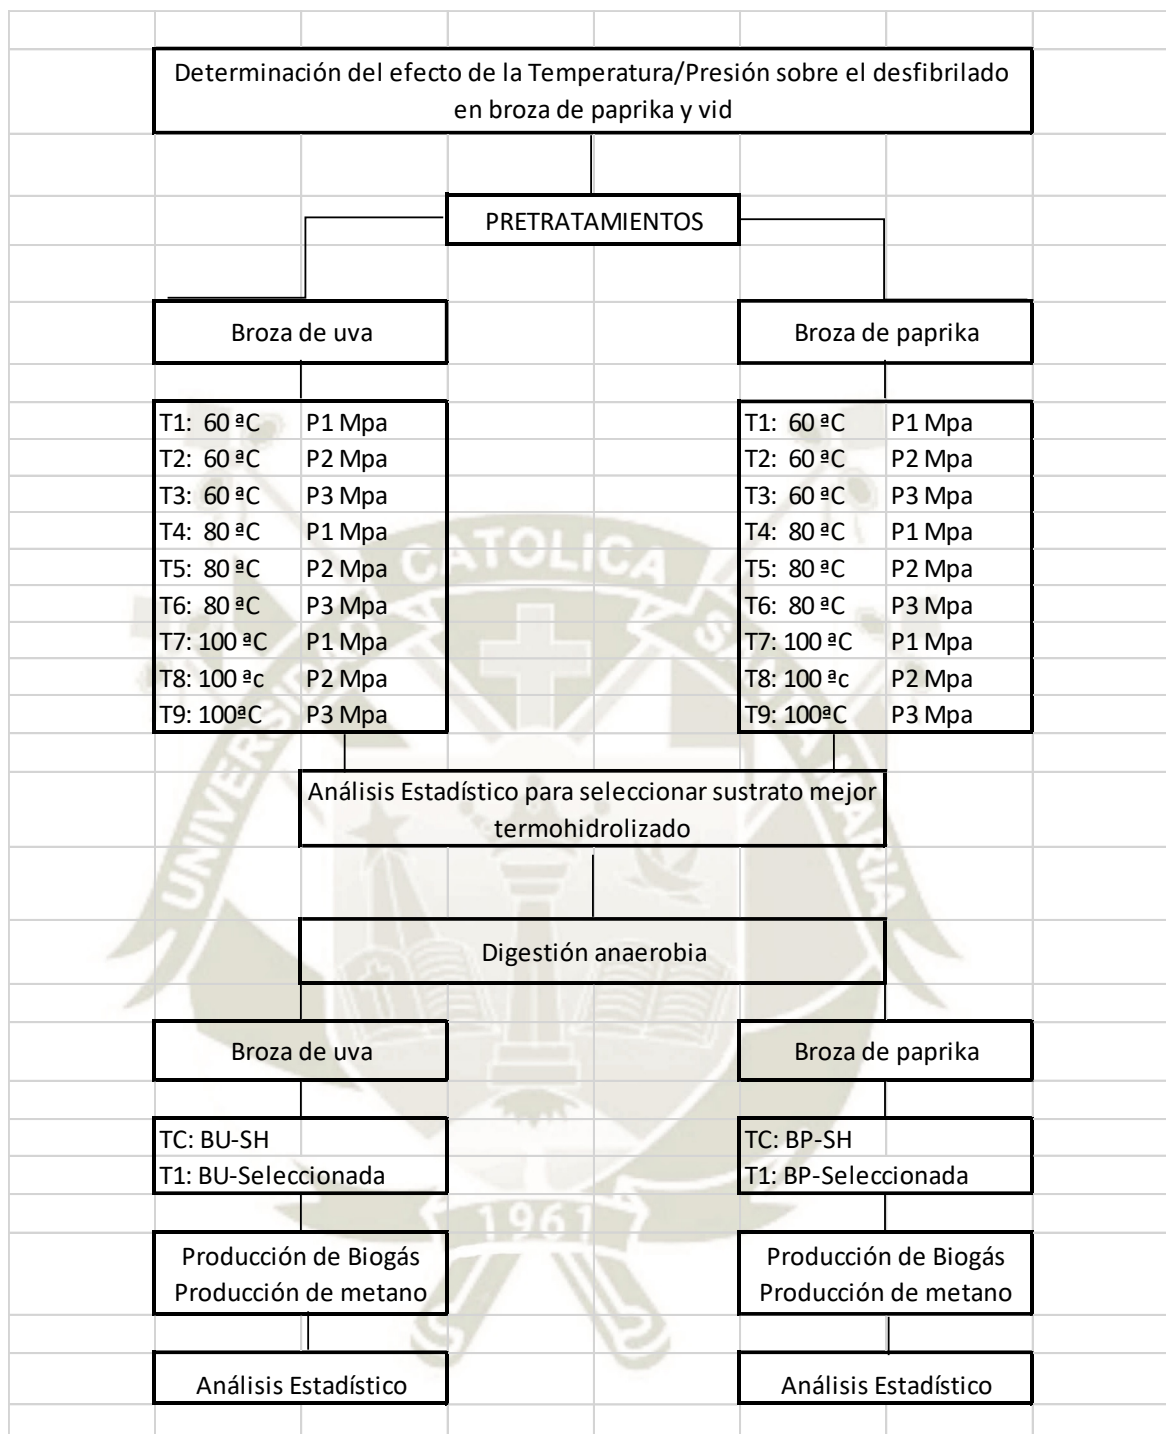 Determinación del efecto de la Temperatura/Presión sobre el desfibrilado
en broza de paprika y vid
PRETRATAMIENTOS
Broza de uva
Broza de paprika
T1: 60 ªC P1 Mpa
T2: 60 ªC P2 Mpa
T3: 60 ªC P3 Mpa
T4: 80 ªC P1 Mpa
T5: 80 ªC P2 Mpa
T6: 80 ªC P3 Mpa
T7: 100 ªC P1 Mpa
T8: 100 ªc P2 Mpa
T9: 100ªC P3 Mpa
T1: 60 ªC P1 Mpa
T2: 60 ªC P2 Mpa
T3: 60 ªC P3 Mpa
T4: 80 ªC P1 Mpa
T5: 80 ªC P2 Mpa
T6: 80 ªC P3 Mpa
T7: 100 ªC P1 Mpa
T8: 100 ªc P2 Mpa
T9: 100ªC P3 Mpa
Análisis Estadístico para seleccionar sustrato mejor
termohidrolizado
Digestión anaerobia
Broza de uva
Broza de paprika
TC: BU-SH
T1: BU-Seleccionada
TC: BP-SH
T1: BP-Seleccionada
Producción de Biogás
Producción de metano
Producción de Biogás
Producción de metano
Análisis Estadístico
Análisis Estadístico
UNIVERSIDAD CATOLICA SANTA MARIA
1961